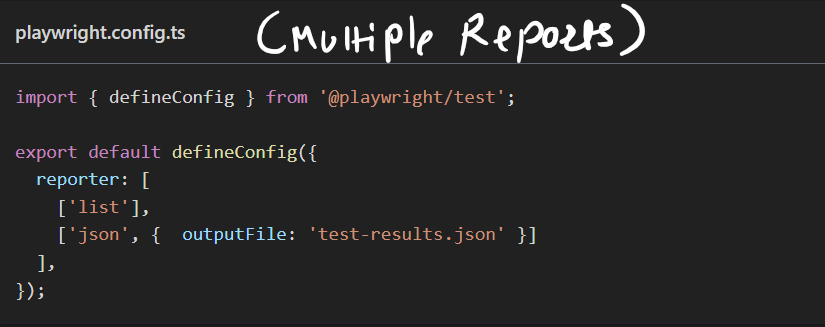 playwright.config.ts (Multiple Reports)
import { defineConfig } from '@playwright/test';
export default defineConfig({
reporter: [
['list'],
['json', {  outputFile: 'test-results.json' }]
],
});